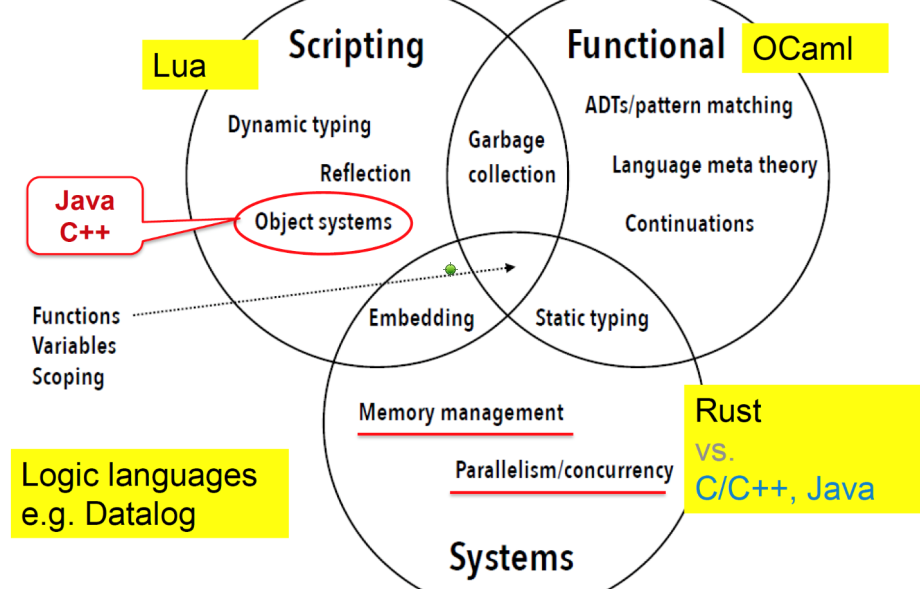 Scripting
Functional
OCaml
Lua
ADTs/pattern matching
Dynamic typing
Garbage
collection
Reflection
Language meta theory
Java
C++
Object systems
Continuations
Functions
Variables
Scoping
Embedding
Static typing
Memory management
Rust
vs.
C/C++, Java
Parallelism/concurrency
Logic languages
e.g. Datalog
Systems